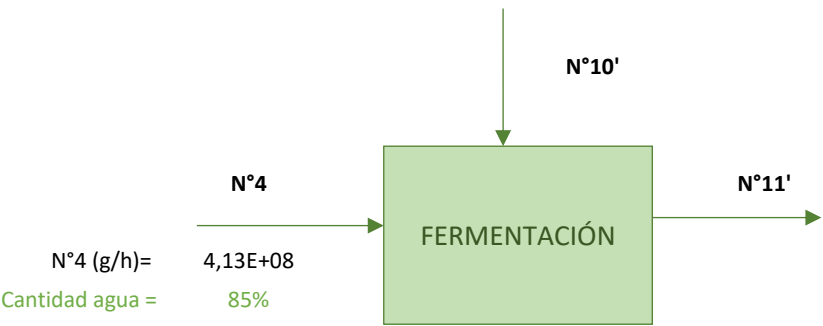 N°10'
N°4
N°11'
FERMENTACIÓN
N°4 (g/h)= 4,13E+08
Cantidad agua = 85%